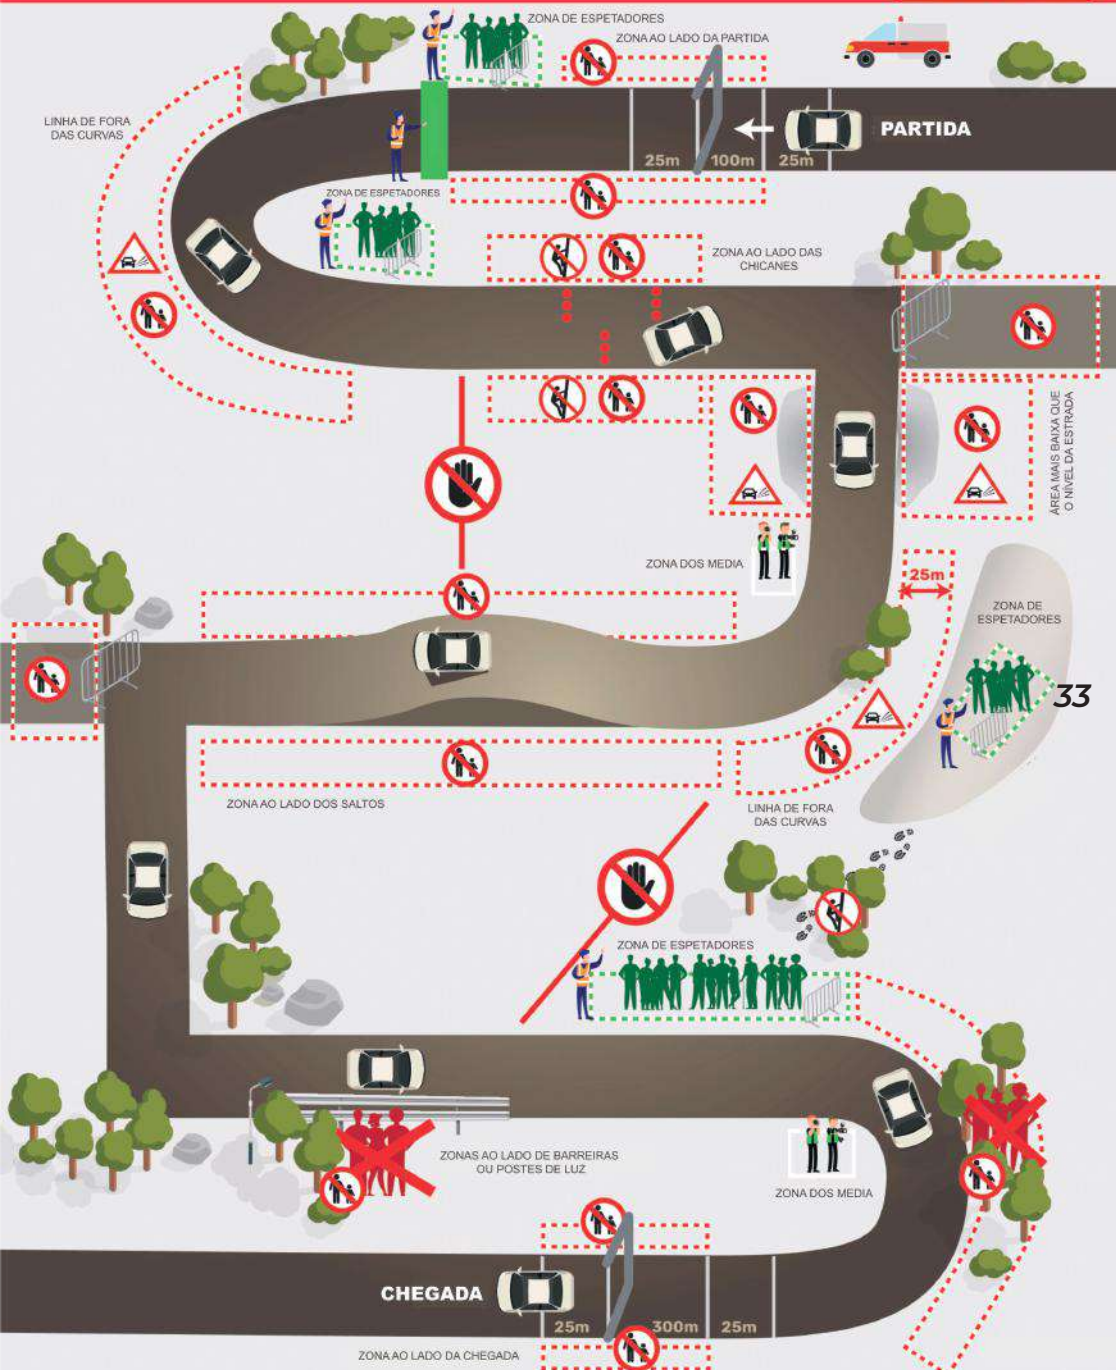 ZONA DE ESPETADORES
ZONA AO LADO DA PARTIDA
LINHA DE FORA
DAS CURVAS
PARTIDA
25m
100m
25m
ZONA DE ESPETADORES
ZONA AO LADO DAS
CHICANES
ÁREA MAIS BAIXA QUE
O NÍVEL DA ESTRADA
ZONA DOS MEDIA
25m
ZONA DE
ESPETADORES
33
ZONA AO LADO DOS SALTOS
LINHA DE FORA
DAS CURVAS
ZONA DE ESPETADORES
ZONAS AO LADO DE BARREIRAS
OU POSTES DE LUZ
ZONA DOS MEDIA
CHEGADA
25m
300m
25m
ZONA AO LADO DA CHEGADA